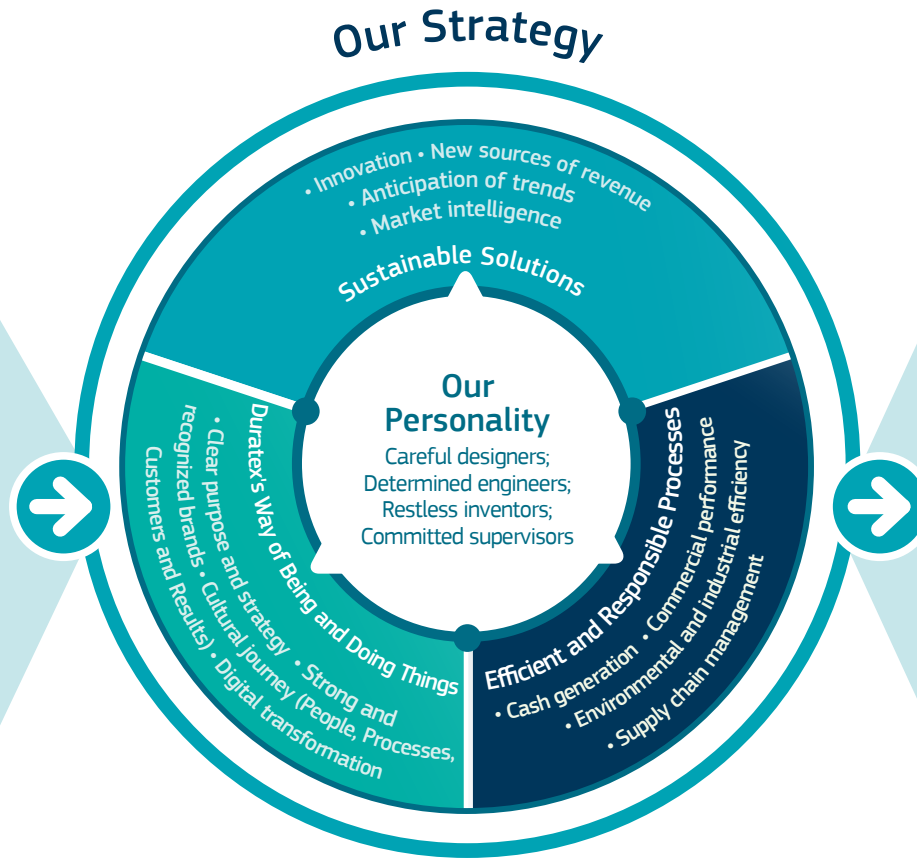 Our Strategy
• Innovation • New sources of revenue
• Anticipation of trends
• Market intelligence
Sustainable Solutions
Our
Personality
Careful designers;
Determined engineers;
Restless inventors;
Committed supervisors
Duratex's Way of Being and Doing Things
• Clear purpose and strategy • Strong and
recognized brands • Cultural journey (People, Processes,
Customers and Results) • Digital transformation
Efficient and Responsible Processes
• Cash generation • Commercial performance
• Environmental and industrial efficiency
• Supply chain management